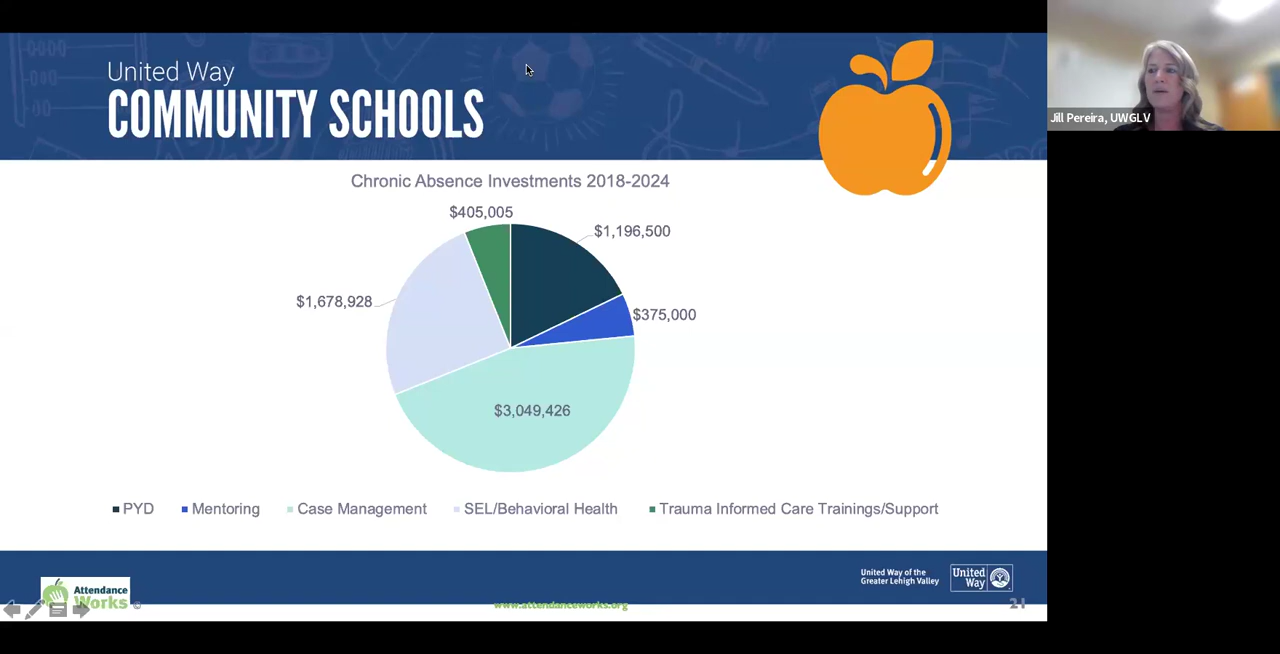 United Way
COMMUNITY SCHOOLS
Jill Pereira, UWGLV
Chronic Absence Investments 2018-2024
$405,005
$1,196,500
$1,678,928
$375,000
$3,049,426
PYD
Mentoring
Case Management
SEL/Behavioral Health
Trauma Informed Care Trainings/Support
Attendance
Works
©
www.attendanceworks.org
United Way of the
Greater Lehigh Valley
United
Way
21